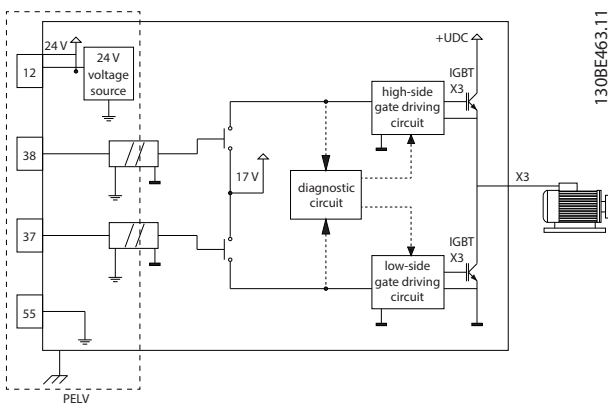 130BE463.11
+UDC
24 V
12
24 V
voltage
source
IGBT
X3
high-side
gate driving
circuit
38
17 V
diagnostic
circuit
X3
37
IGBT
X3
low-side
gate driving
circuit
55
PELV